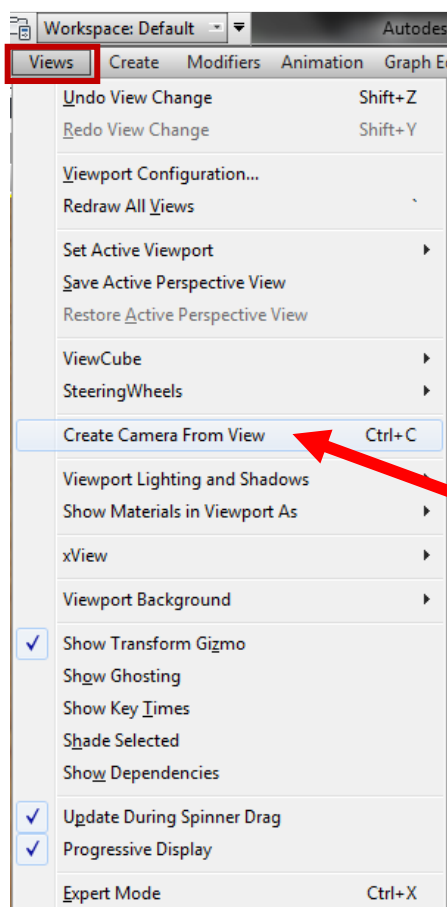 Workspace: Default Autodes
Views Create Modifiers Animation Graph E
Undo View Change Shift+Z
Redo View Change Shift+Y
Viewport Configuration...
Redraw All Views `
Set Active Viewport
Save Active Perspective View
Restore Active Perspective View
ViewCube
SteeringWheels
Create Camera From View Ctrl+C
Viewport Lighting and Shadows
Show Materials in Viewport As
xView
Viewport Background
Show Transform Gizmo
Show Ghosting
Show Key Times
Shade Selected
Show Dependencies
Update During Spinner Drag
Progressive Display
Expert Mode Ctrl+X